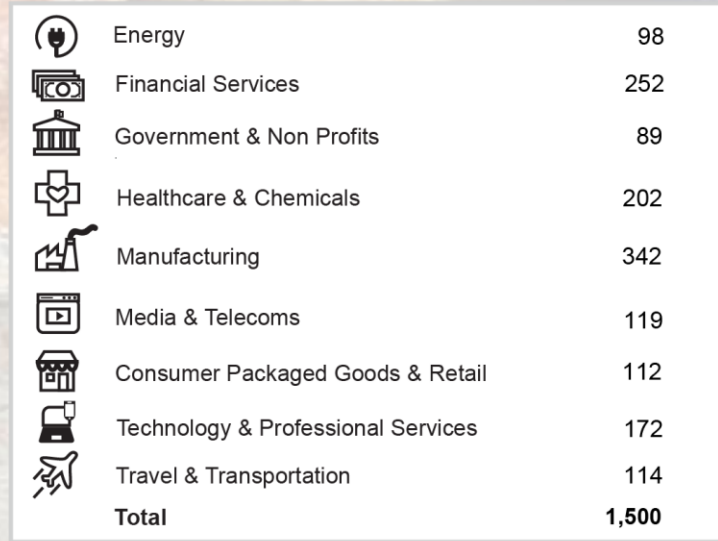 Energy 98
Financial Services 252
Government & Non Profits 89
Healthcare & Chemicals 202
Manufacturing 342
Media & Telecoms 119
Consumer Packaged Goods & Retail 112
Technology & Professional Services 172
Travel & Transportation 114
Total 1,500